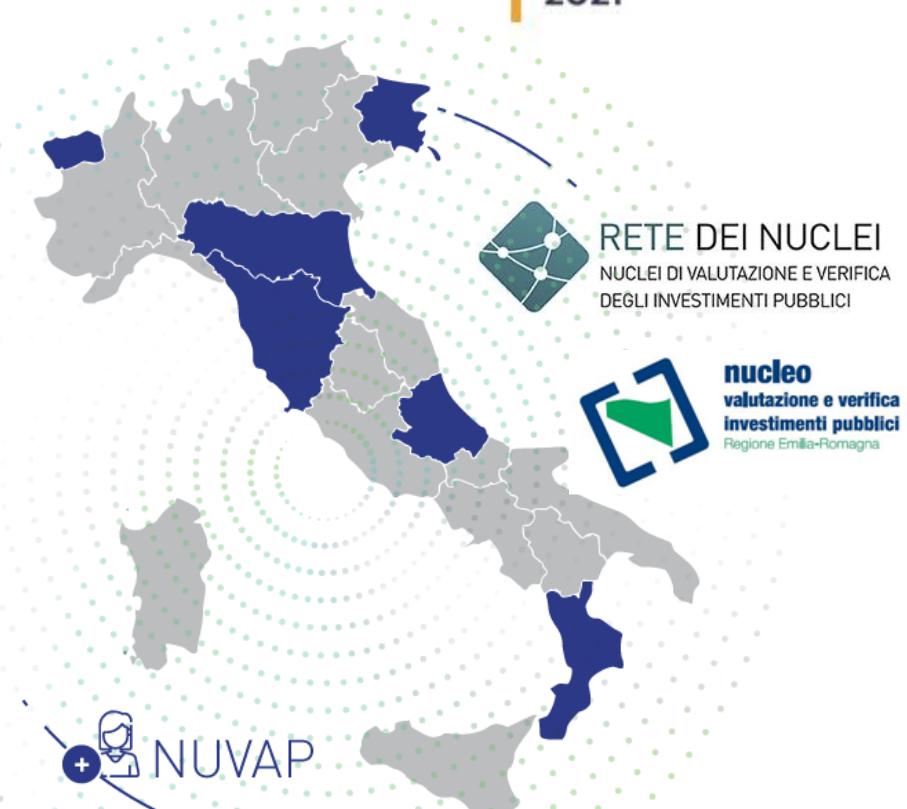 RETE DEI NUCLEI
NUCLEI DI VALUTAZIONE E VERIFICA
DEGLI INVESTIMENTI PUBBLICI
nucleo
valutazione e verifica
investimenti pubblici
Regione Emilia-Romagna
+ NUVAP